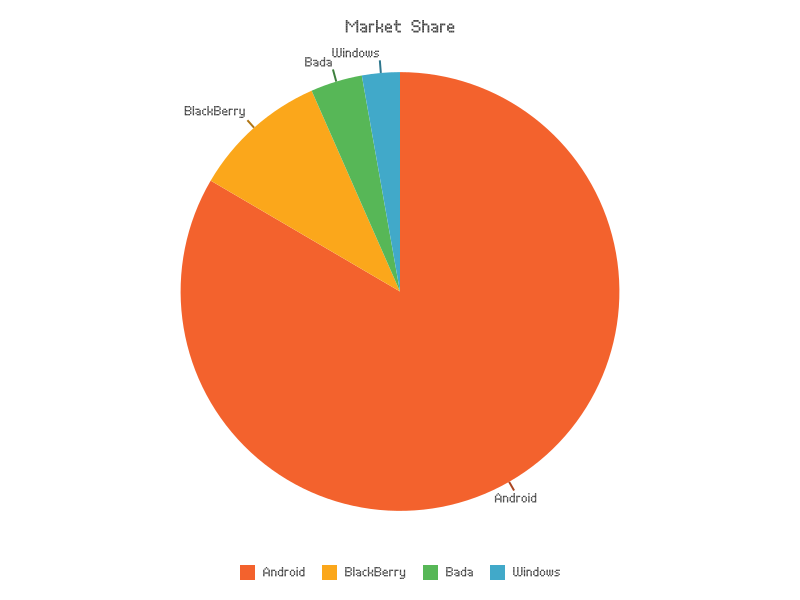 Market Share
Windows
Bada
BlackBerry
Android
Android BlackBerry Bada Windows